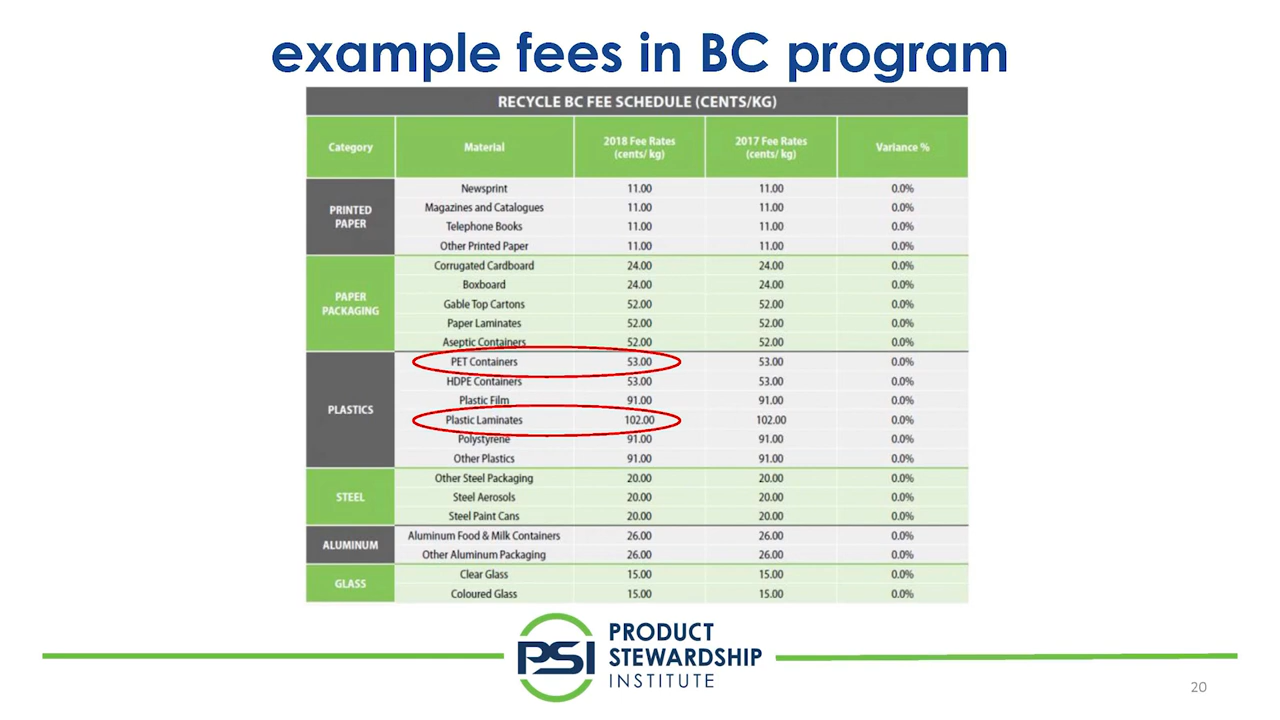 example fees in BC program
RECYCLE BC FEE SCHEDULE (CENTS/KG)
Category Material 2018 Fee Rates (cents/ kg) 2017 Fee Rates (cents/ kg) Variance %
PRINTED PAPER
Newsprint 11.00 11.00 0.0%
Magazines and Catalogues 11.00 11.00 0.0%
Telephone Books 11.00 11.00 0.0%
Other Printed Paper 11.00 11.00 0.0%
PAPER PACKAGING
Corrugated Cardboard 24.00 24.00 0.0%
Boxboard 24.00 24.00 0.0%
Gable Top Cartons 52.00 52.00 0.0%
Paper Laminates 52.00 52.00 0.0%
Aseptic Containers 52.00 52.00 0.0%
PLASTICS
PET Containers 53.00 53.00 0.0%
HDPE Containers 53.00 53.00 0.0%
Plastic Film 91.00 91.00 0.0%
Plastic Laminates 102.00 102.00 0.0%
Polystyrene 91.00 91.00 0.0%
Other Plastics 91.00 91.00 0.0%
STEEL
Other Steel Packaging 20.00 20.00 0.0%
Steel Aerosols 20.00 20.00 0.0%
Steel Paint Cans 20.00 20.00 0.0%
ALUMINUM
Aluminum Food & Milk Containers 26.00 26.00 0.0%
Other Aluminum Packaging 26.00 26.00 0.0%
GLASS
Clear Glass 15.00 15.00 0.0%
Coloured Glass 15.00 15.00 0.0%
PSI
PRODUCT
STEWARDSHIP
INSTITUTE
20